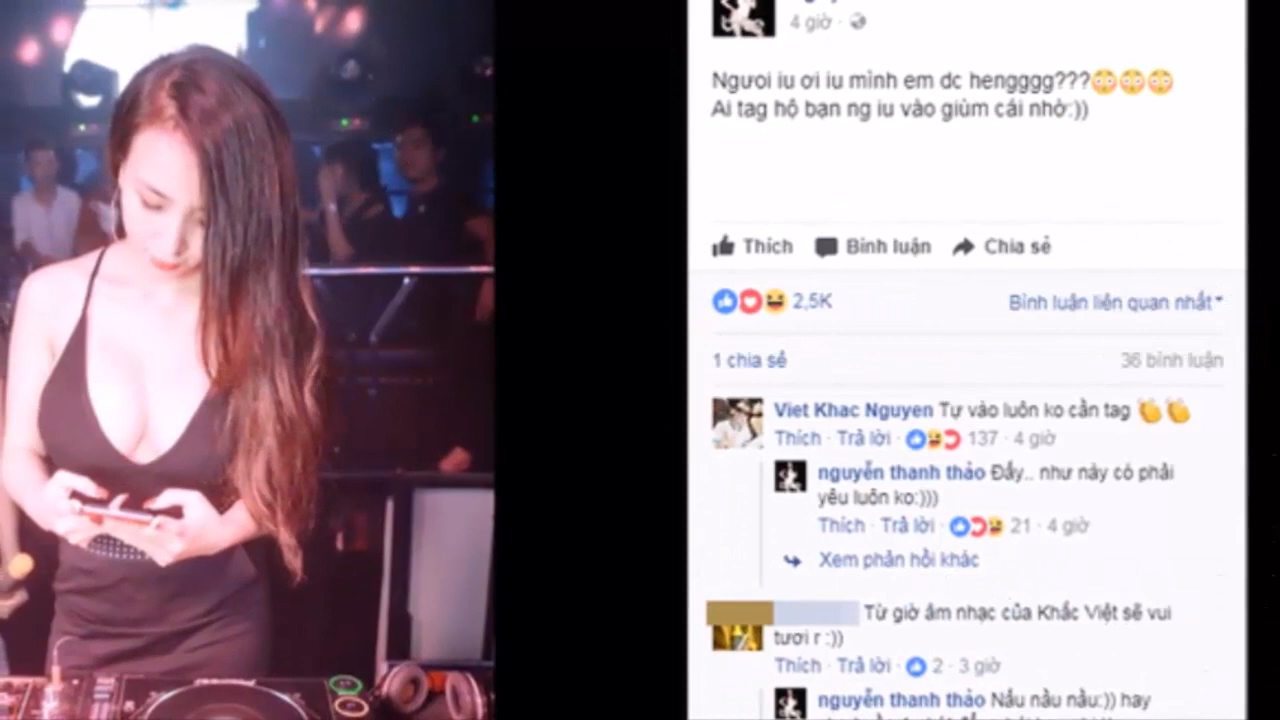 4 giờ
Ngưoi iu ơi iu mình em dc hengggg???😳😳😳
Ai tag hộ bạn ng iu vào giùm cái nhờ:))
Thích Bình luận Chia sẻ
2,5K Bình luận liên quan nhất
1 chia sẻ 36 bình luận
Viet Khac Nguyen Tự vào luôn ko cần tag 👏👏
Thích · Trả lời · 137 · 4 giờ
nguyễn thanh thảo Đấy.. như này có phải
yêu luôn ko:)))
Thích · Trả lời · 21 · 4 giờ
Xem phản hồi khác
Từ giờ âm nhạc của Khắc Việt sẽ vui
tươi r :))
Thích · Trả lời · 2 · 3 giờ
nguyễn thanh thảo Nẫu nầu nầu:)) hay